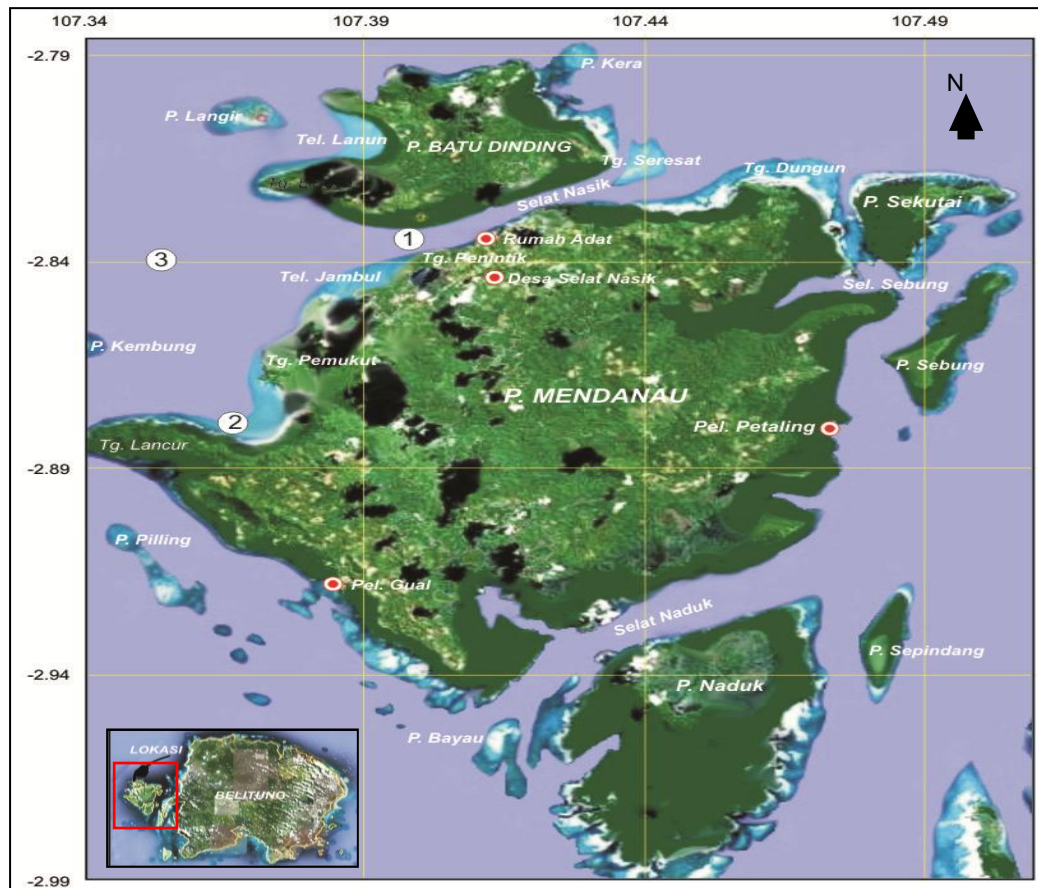 107.34
107.39
107.44
107.49
-2.79
P. Kera
N
P. Langir
Tel. Lanun
P. BATU DINDING
Tg. Seresat
Tg. Dungun
P. Sekutai
Selat Nasik
1
Rumah Adat
3
-2.84
Tg. Penintik
Tel. Jambul
Desa Selat Nasik
Sel. Sebung
P. Kembung
Tg. Pemukut
P. Sebung
P. MENDANAU
2
Pel. Petaling
Tg. Lancur
-2.89
P. Pilling
Pel. Gual
Selat Naduk
P. Sepindang
-2.94
P. Naduk
P. Bayau
LOKASI
BELITUNG
-2.99